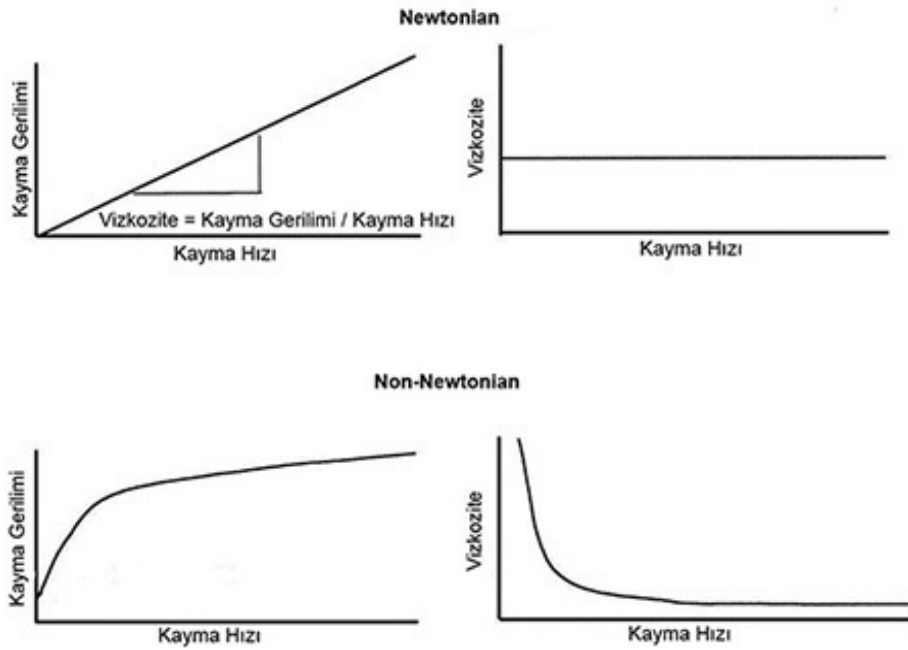 Newtonian
Kayma Gerilimi
Vizkozite = Kayma Gerilimi / Kayma Hızı
Kayma Hızı
Vizkozite
Kayma Hızı
Non-Newtonian
Kayma Gerilimi
Kayma Hızı
Vizkozite
Kayma Hızı